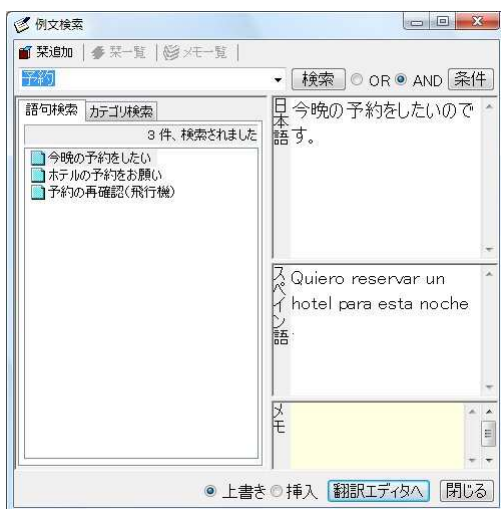 例文検索
栞追加 栞一覧 メモ一覧
予約 検索 OR AND 条件
語句検索 カテゴリ検索
3 件、検索されました
今晩の予約をしたい
ホテルの予約をお願い
予約の再確認(飛行機)
日本語
今晩の予約をしたいので
す。
スペイン語
Quiero reservar un
hotel para esta noche
.
メモ
上書き 挿入 翻訳エディタへ 閉じる